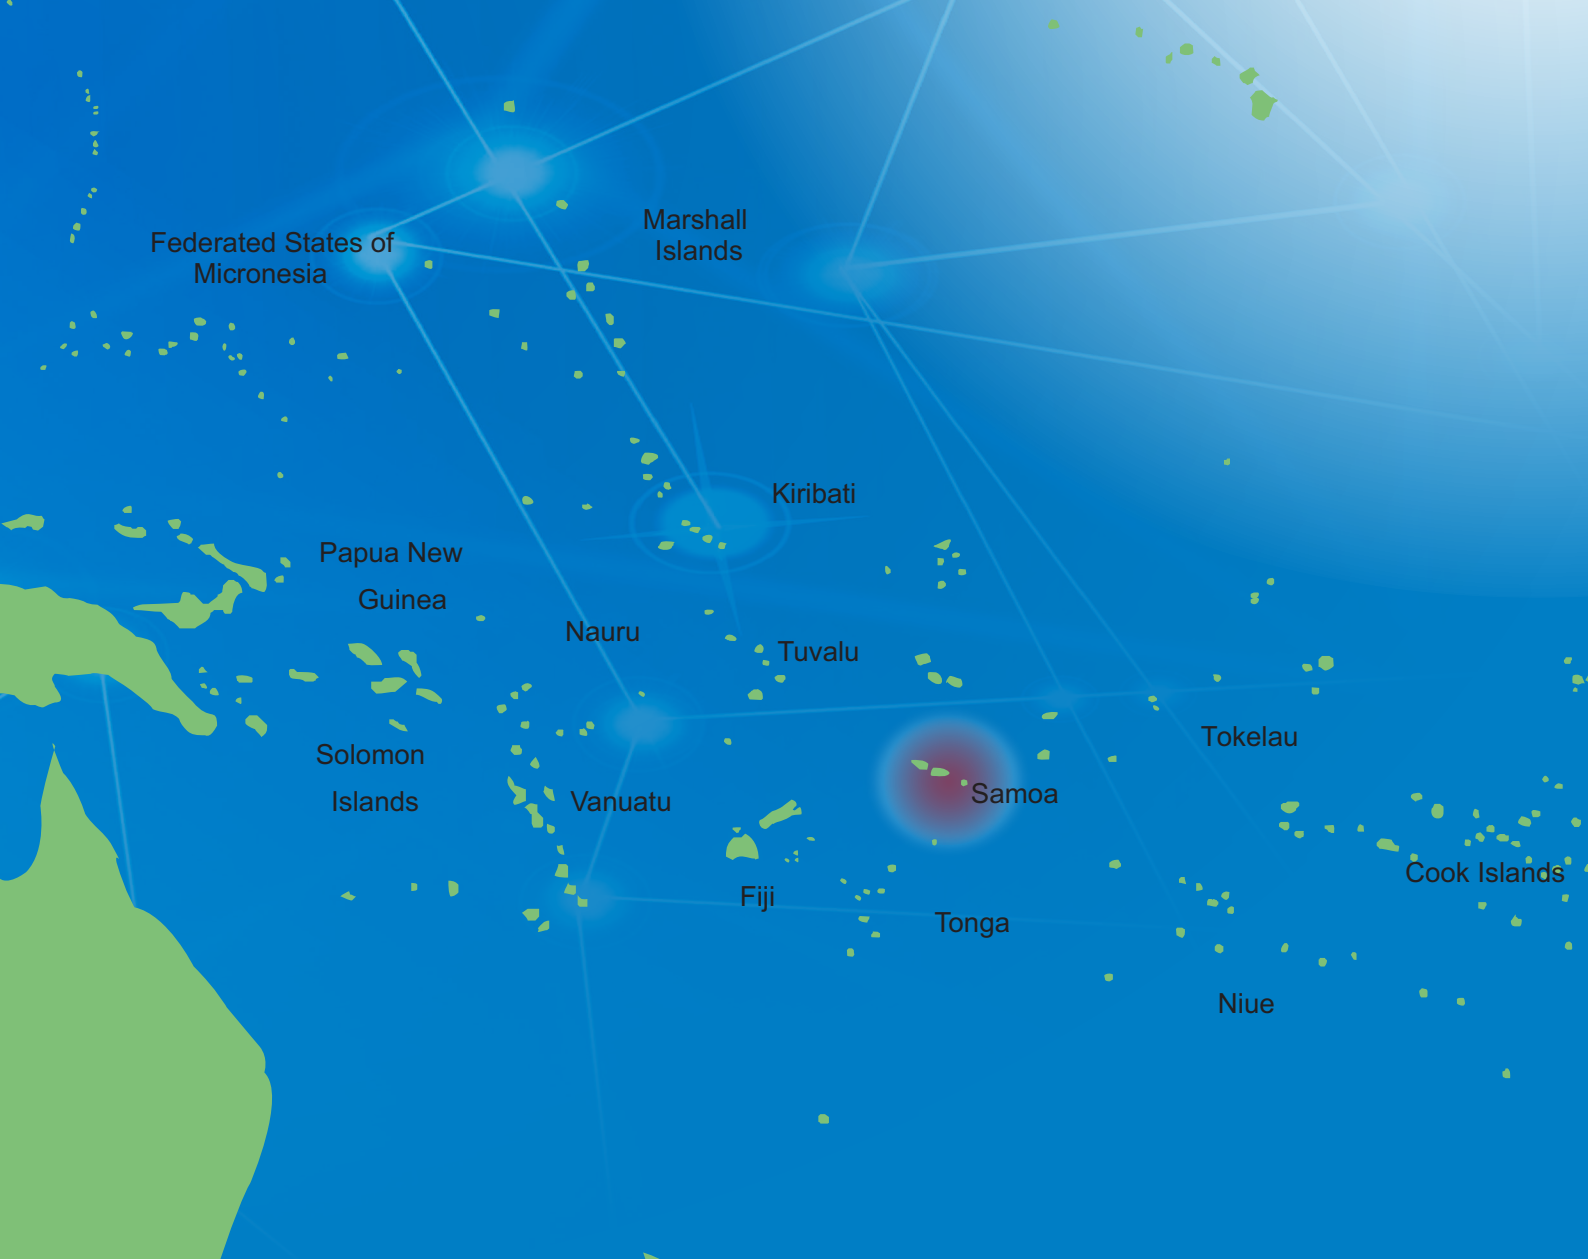 Marshall
Islands
Federated States of
Micronesia
Kiribati
Papua New
Guinea
Nauru
Tuvalu
Tokelau
Solomon
Islands
Vanuatu
Samoa
Cook Islands
Fiji
Tonga
Niue